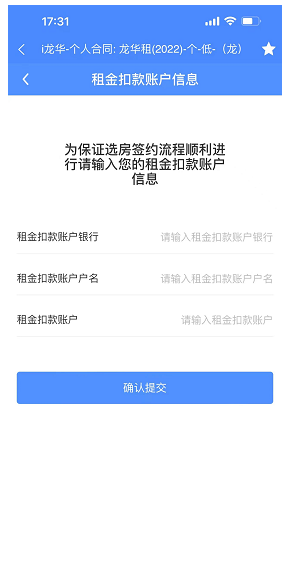 17:31
i龙华-个人合同: 龙华租(2022)-个-低-（龙）
租金扣款账户信息
为保证选房签约流程顺利进
行请输入您的租金扣款账户
信息
租金扣款账户银行 请输入租金扣款账户银行
租金扣款账户户名 请输入租金扣款账户户名
租金扣款账户 请输入租金扣款账户
确认提交